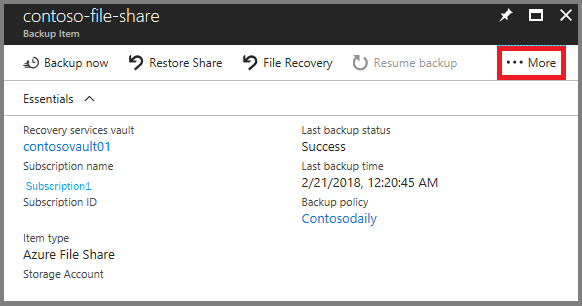 contoso-file-share
Backup Item
Backup now
Restore Share
File Recovery
Resume backup
More
Essentials
Recovery services vault
contosovault01
Subscription name
Subscription1
Subscription ID
Item type
Azure File Share
Storage Account
Last backup status
Success
Last backup time
2/21/2018, 12:20:45 AM
Backup policy
Contosodaily